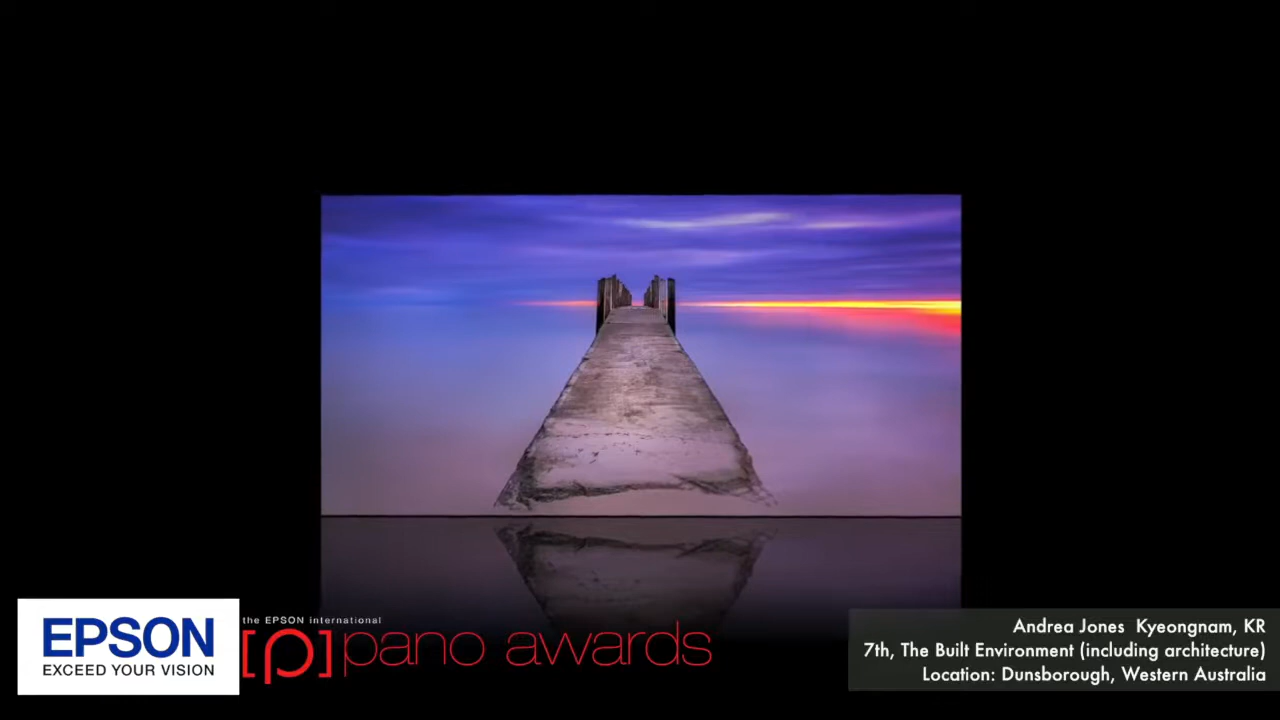 EPSON
EXCEED YOUR VISION
the EPSON international
[p] pano awards
Andrea Jones Kyeongnam, KR
7th, The Built Environment (including architecture)
Location: Dunsborough, Western Australia